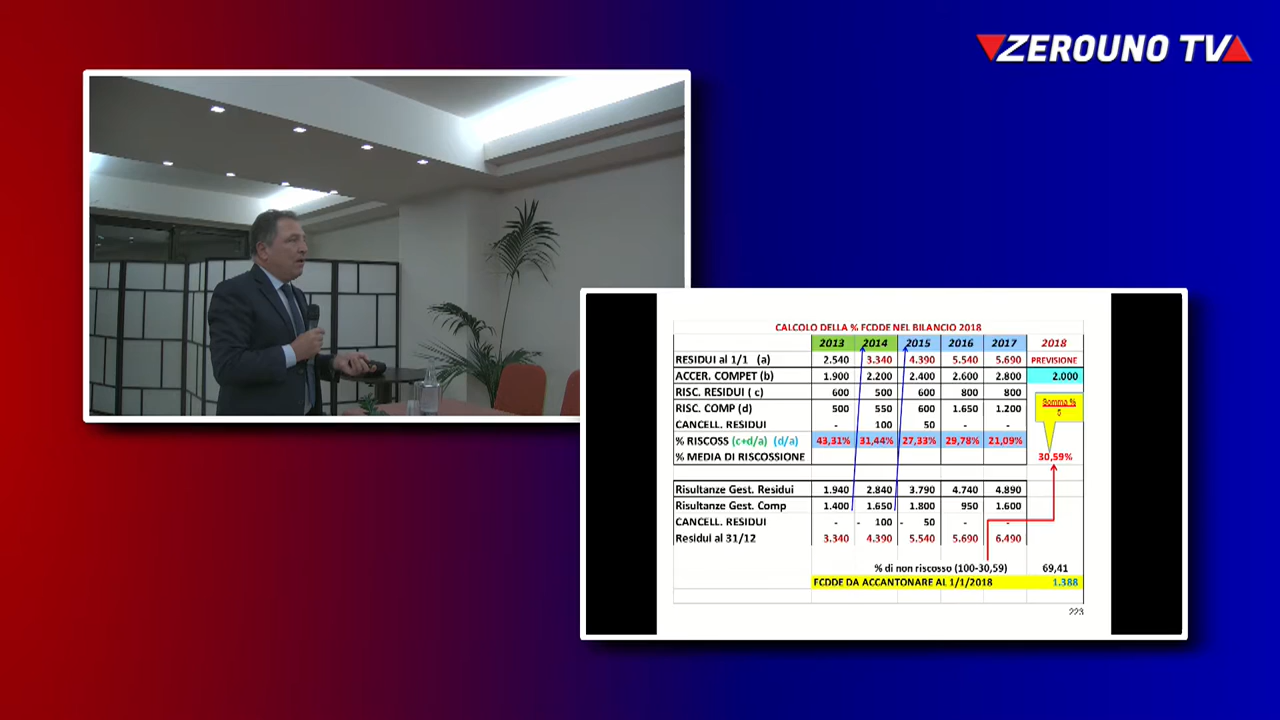 ZEROUNO TV
CALCOLO DELLA % FCDDE NEL BILANCIO 2018
2013 2014 2015 2016 2017 2018
RESIDUI al 1/1 (a) 2.540 3.340 4.390 5.540 5.690 PREVISIONE
ACCER. COMPET (b) 1.900 2.200 2.400 2.600 2.800 2.000
RISC. RESIDUI ( c) 600 500 600 800 800
RISC. COMP (d) 500 550 600 1.650 1.200
Somma %
5
CANCELL. RESIDUI - 100 50 - -
% RISCOSS (c+d/a) (d/a) 43,31% 31,44% 27,33% 29,78% 21,09%
% MEDIA DI RISCOSSIONE 30,59%
Risultanze Gest. Residui 1.940 2.840 3.790 4.740 4.890
Risultanze Gest. Comp 1.400 1.650 1.800 950 1.600
CANCELL. RESIDUI - - 100 - 50 - -
Residui al 31/12 3.340 4.390 5.540 5.690 6.490
% di non riscosso (100-30,59) 69,41
FCDDE DA ACCANTONARE AL 1/1/2018 1.388
223